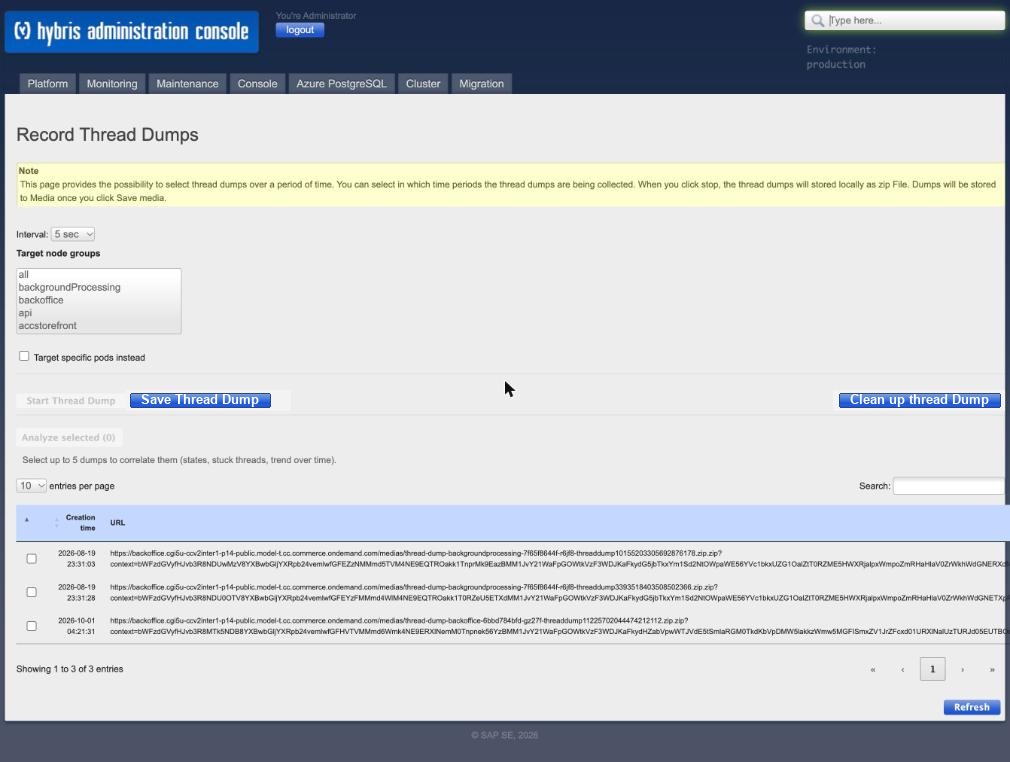 (y) hybris administration console
You're Administrator
logout
Type here...
Environment:
production
Platform
Monitoring
Maintenance
Console
Azure PostgreSQL
Cluster
Migration
Record Thread Dumps
Note
This page provides the possibility to select thread dumps over a period of time. You can select in which time periods the thread dumps are being collected. When you click stop, the thread dumps will stored locally as zip File. Dumps will be stored
to Media once you click Save media.
Interval: 5 sec
Target node groups
all
backgroundProcessing
backoffice
api
accstorefront
Target specific pods instead
Start Thread Dump
Save Thread Dump
Clean up thread Dump
Analyze selected (0)
Select up to 5 dumps to correlate them (states, stuck threads, trend over time).
10 entries per page
Search:
Creation
time
URL
2026-08-19
23:31:03
2026-08-19
23:31:28
2026-10-01
04:21:31
Showing 1 to 3 of 3 entries
« ‹ 1 › »
Refresh
© SAP SE, 2026